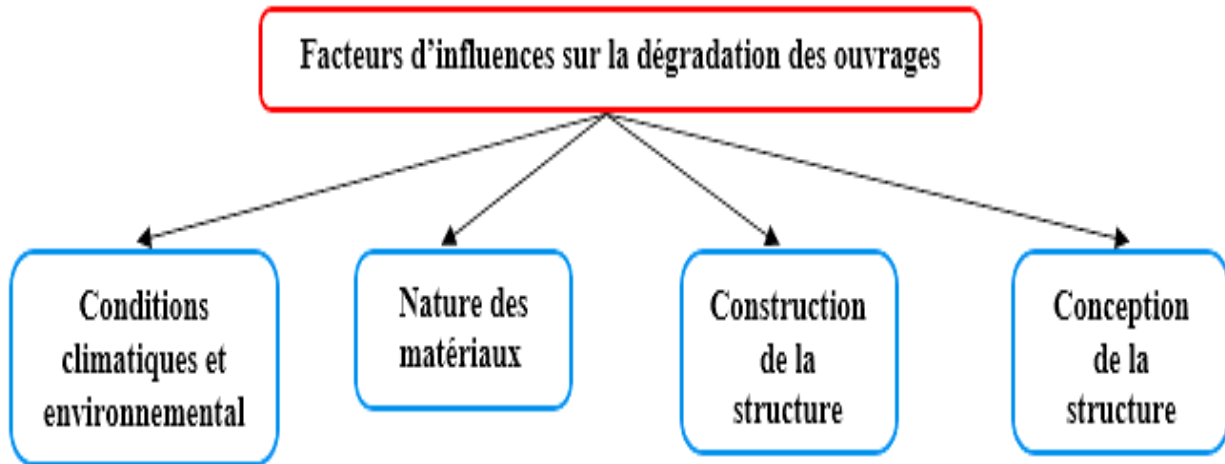 Facteurs d'influences sur la dégradation des ouvrages
Conditions
climatiques et
environnemental
Nature des
matériaux
Construction
de la
structure
Conception
de la
structure